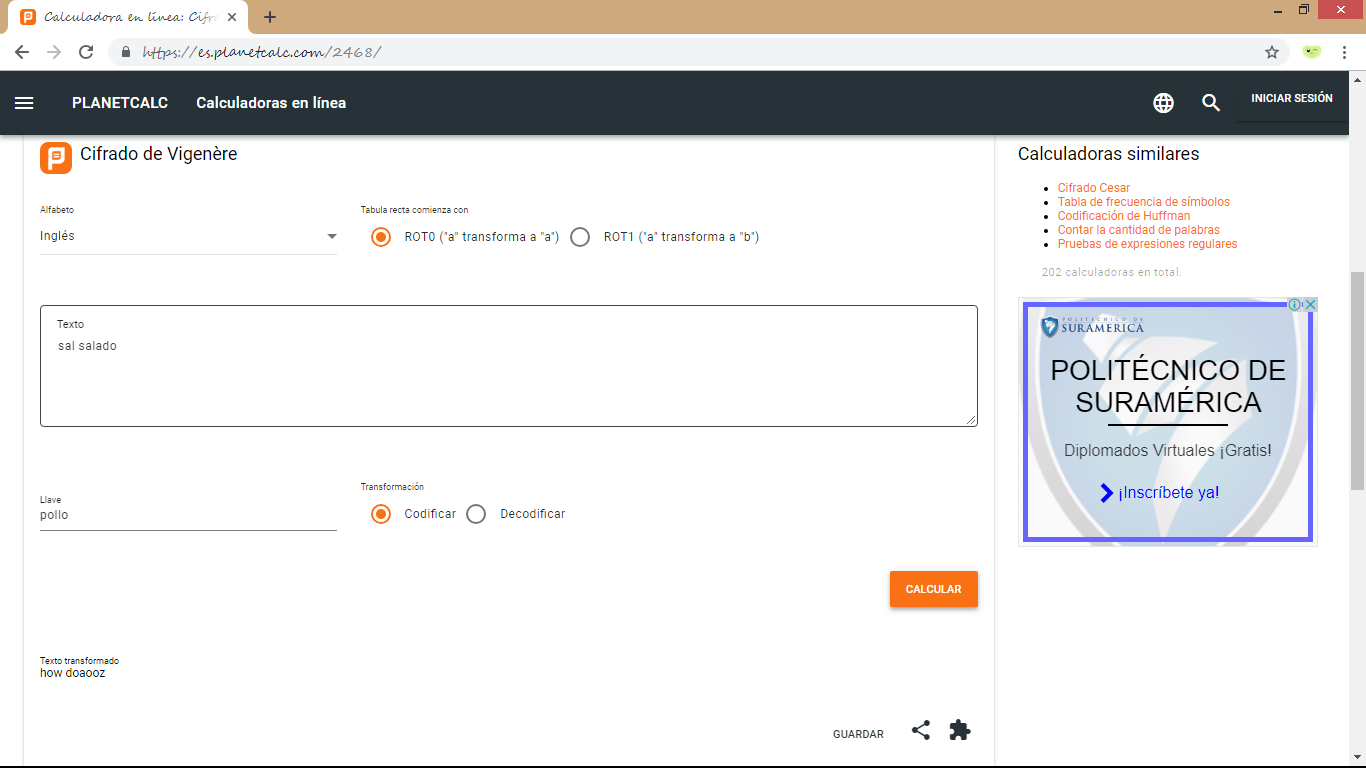 Calculadora en línea: Cifr
https://es.planetcalc.com/2468/
PLANETCALC Calculadoras en línea INICIAR SESIÓN
Cifrado de Vigenère
Alfabeto
Inglés
Tabula recta comienza con
ROT0 ("a" transforma a "a") ROT1 ("a" transforma a "b")
Texto
sal salado
Llave
pollo
Transformación
Codificar Decodificar
CALCULAR
Texto transformado
how doaooz
GUARDAR
Calculadoras similares
Cifrado Cesar
Tabla de frecuencia de símbolos
Codificación de Huffman
Contar la cantidad de palabras
Pruebas de expresiones regulares
202 calculadoras en total.
POLITÉCNICO DE
SURAMERICA
POLITÉCNICO DE
SURAMÉRICA
Diplomados Virtuales ¡Gratis!
¡Inscríbete ya!